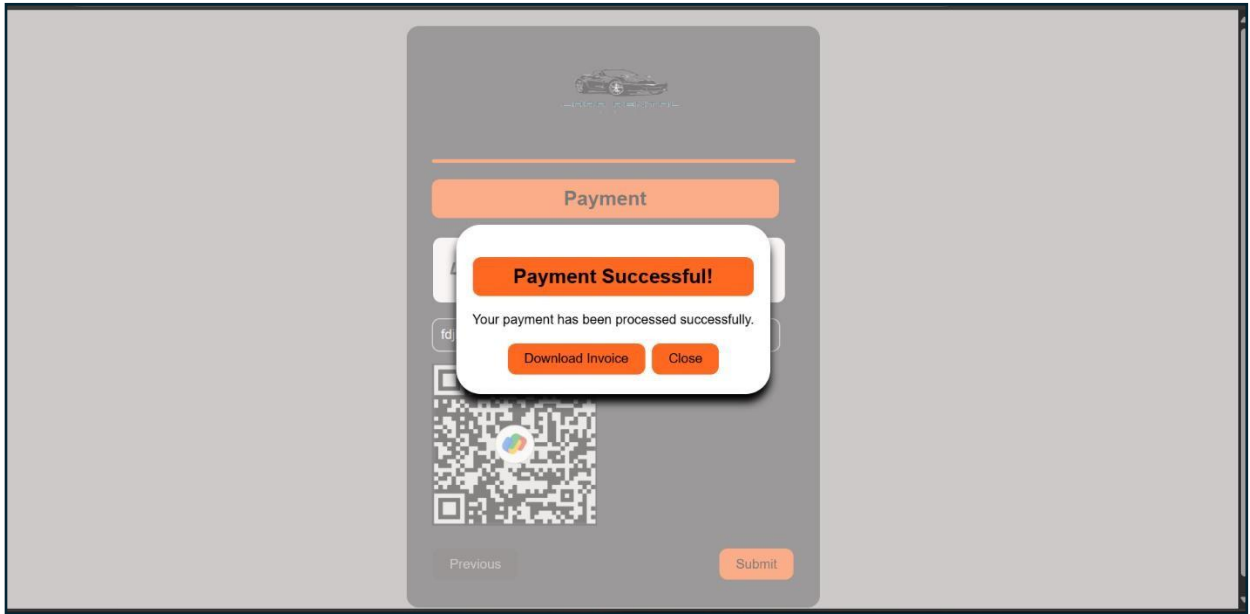 Payment
Payment Successful!
Your payment has been processed successfully.
Download Invoice
Close
Previous
Submit